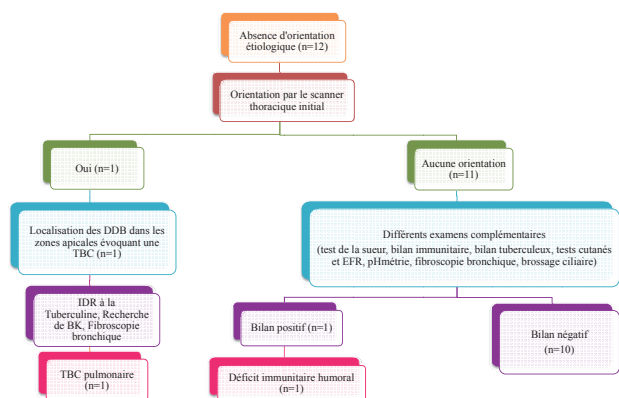 Absence d'orientation
étiologique (n=12)
Orientation par le scanner
thoracique initial
Oui (n=1)
Aucune orientation
(n=11)
Localisation des DDB dans les
zones apicales évoquant une
TBC (n=1)
Différents examens complémentaires
(test de la sueur, bilan immunitaire, bilan tuberculeux, tests cutanés
et EFR, pHmétrie, fibroscopie bronchique, brossage ciliaire)
IDR à la
Tuberculine, Recherche
de BK, Fibroscopie
bronchique
Bilan positif (n=1)
Bilan négatif
(n=10)
TBC pulmonaire
(n=1)
Déficit immunitaire humoral
(n=1)